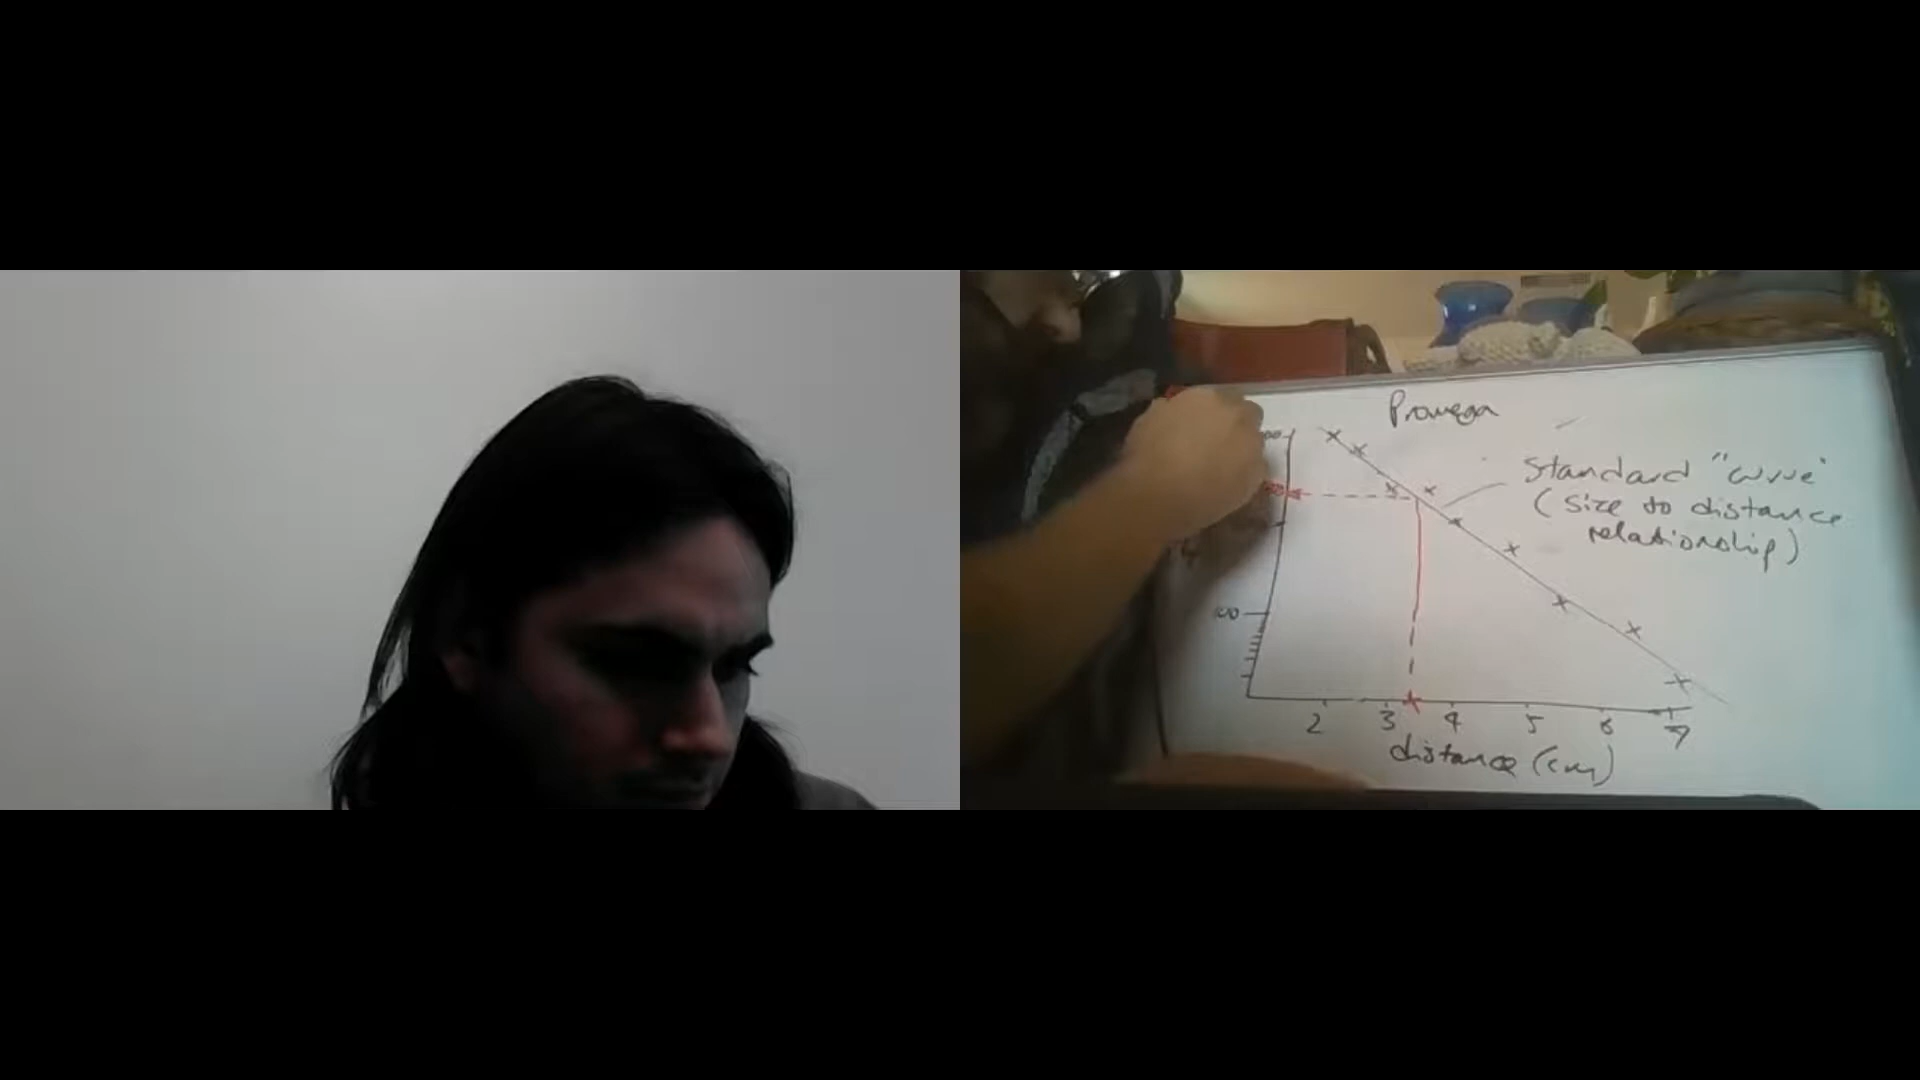 Promega
Standard "curve"
(size to distance
relationship)
100
2 3 4 5 6 7
distance (cm)